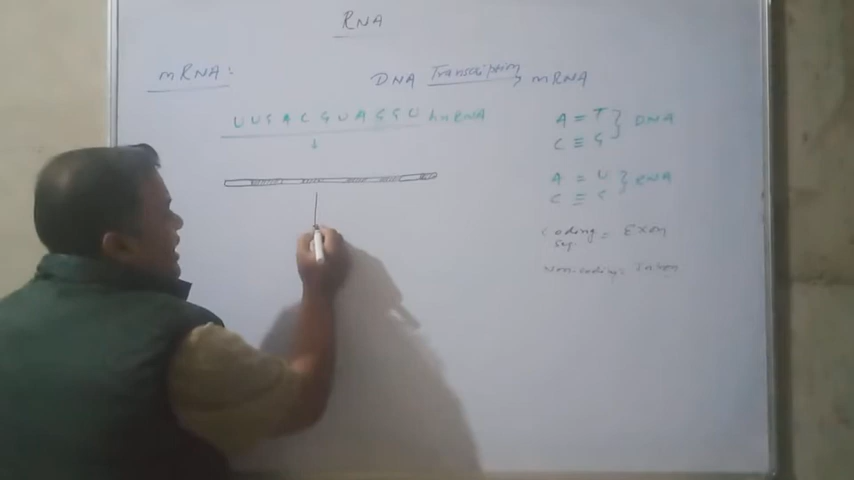 RNA
mRNA:
DNA Transcription → mRNA
UUGACGUAGGU hnRNA
A = T } DNA
C ≡ G
A = U } RNA
C ≡ G
Coding Seq. = Exon
Non-coding = Intron